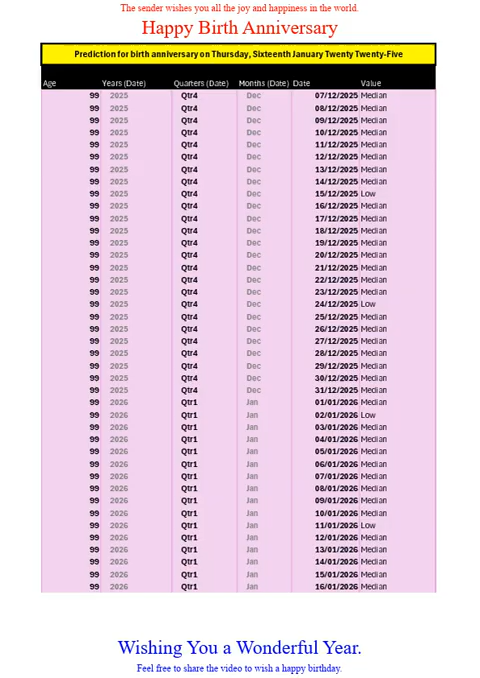 The sender wishes you all the joy and happiness in the world.
Happy Birth Anniversary
Prediction for birth anniversary on Thursday, Sixteenth January Twenty Twenty-Five
Age Years (Date) Quarters (Date) Months (Date) Date Value
99 2025 Qtr4 Dec 07/12/2025 Median
99 2025 Qtr4 Dec 08/12/2025 Median
99 2025 Qtr4 Dec 09/12/2025 Median
99 2025 Qtr4 Dec 10/12/2025 Median
99 2025 Qtr4 Dec 11/12/2025 Median
99 2025 Qtr4 Dec 12/12/2025 Median
99 2025 Qtr4 Dec 13/12/2025 Median
99 2025 Qtr4 Dec 14/12/2025 Median
99 2025 Qtr4 Dec 15/12/2025 Low
99 2025 Qtr4 Dec 16/12/2025 Median
99 2025 Qtr4 Dec 17/12/2025 Median
99 2025 Qtr4 Dec 18/12/2025 Median
99 2025 Qtr4 Dec 19/12/2025 Median
99 2025 Qtr4 Dec 20/12/2025 Median
99 2025 Qtr4 Dec 21/12/2025 Median
99 2025 Qtr4 Dec 22/12/2025 Median
99 2025 Qtr4 Dec 23/12/2025 Median
99 2025 Qtr4 Dec 24/12/2025 Low
99 2025 Qtr4 Dec 25/12/2025 Median
99 2025 Qtr4 Dec 26/12/2025 Median
99 2025 Qtr4 Dec 27/12/2025 Median
99 2025 Qtr4 Dec 28/12/2025 Median
99 2025 Qtr4 Dec 29/12/2025 Median
99 2025 Qtr4 Dec 30/12/2025 Median
99 2025 Qtr4 Dec 31/12/2025 Median
99 2026 Qtr1 Jan 01/01/2026 Median
99 2026 Qtr1 Jan 02/01/2026 Low
99 2026 Qtr1 Jan 03/01/2026 Median
99 2026 Qtr1 Jan 04/01/2026 Median
99 2026 Qtr1 Jan 05/01/2026 Median
99 2026 Qtr1 Jan 06/01/2026 Median
99 2026 Qtr1 Jan 07/01/2026 Median
99 2026 Qtr1 Jan 08/01/2026 Median
99 2026 Qtr1 Jan 09/01/2026 Median
99 2026 Qtr1 Jan 10/01/2026 Median
99 2026 Qtr1 Jan 11/01/2026 Low
99 2026 Qtr1 Jan 12/01/2026 Median
99 2026 Qtr1 Jan 13/01/2026 Median
99 2026 Qtr1 Jan 14/01/2026 Median
99 2026 Qtr1 Jan 15/01/2026 Median
99 2026 Qtr1 Jan 16/01/2026 Median
Wishing You a Wonderful Year.
Feel free to share the video to wish a happy birthday.